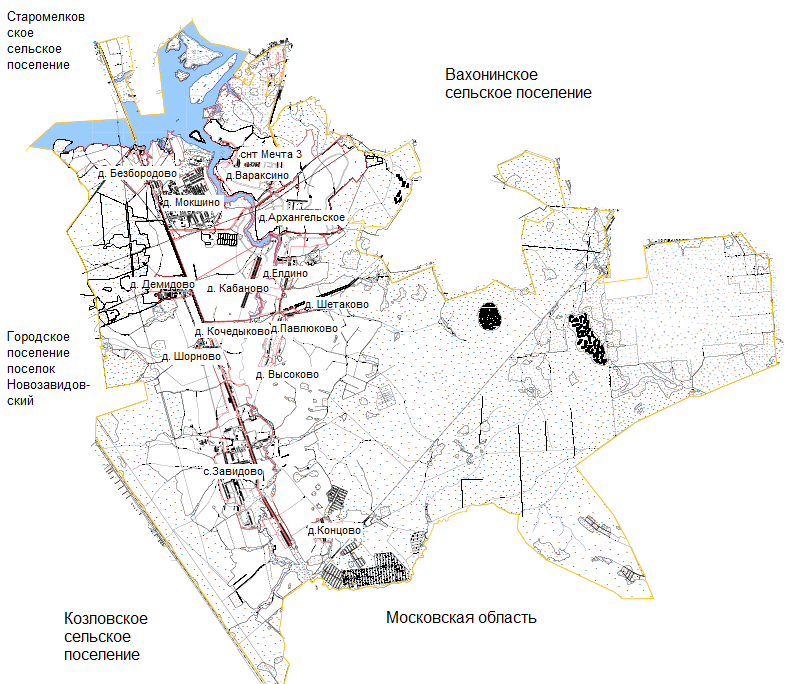 Старомелков
ское
сельское
поселение
Вахонинское
сельское поселение
снт Мечта 3
д. Безбородово
д.Вараксино
д. Мокшино
д.Архангельское
д.Елдино
д. Демидово
д. Кабаново
д. Шетаково
д. Кочедыково
д.Павлюково
Городское
поселение
поселок
Новозавидов-
ский
д. Шорново
д. Высоково
с.Завидово
д.Концово
Козловское
сельское
поселение
Московская область